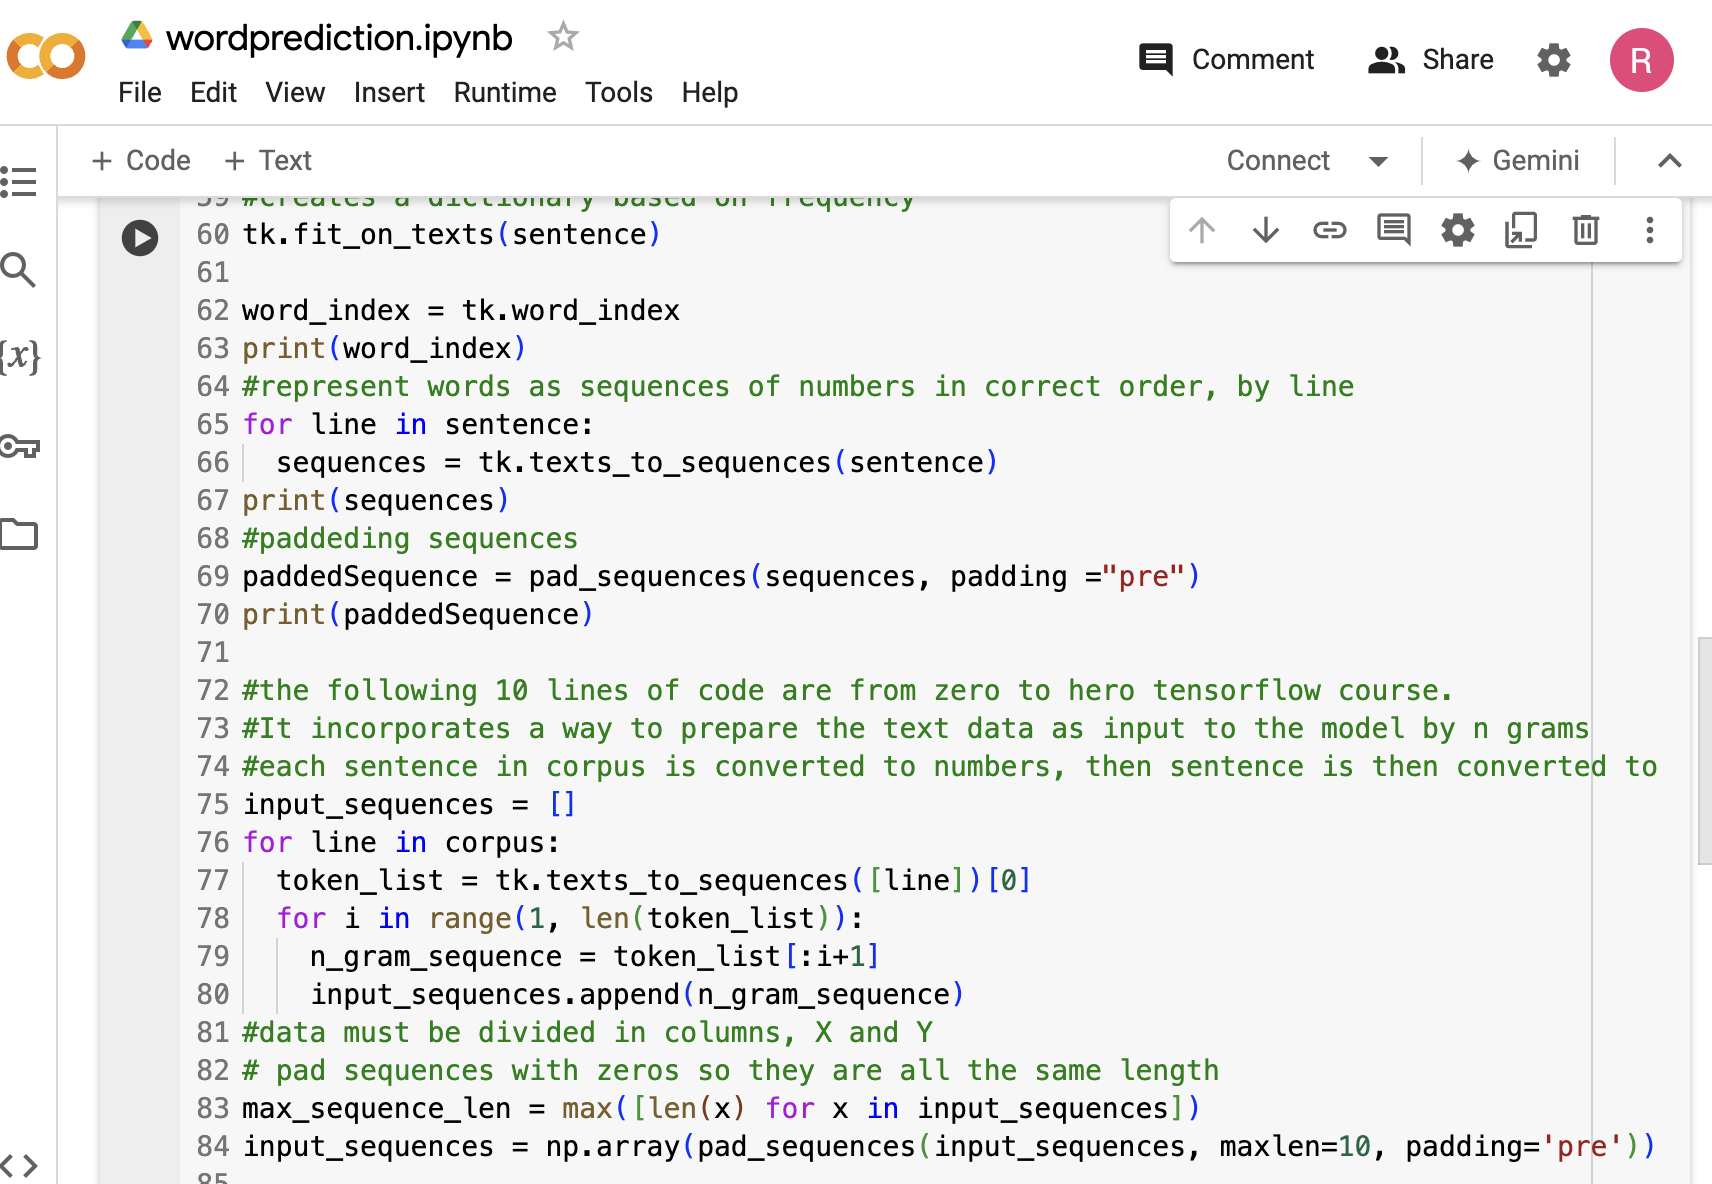 wordprediction.ipynb
Comment
Share
R
File Edit View Insert Runtime Tools Help
+ Code + Text
Connect
Gemini
59 #creates a dictionary based on frequency
60 tk.fit_on_texts(sentence)
61
62 word_index = tk.word_index
63 print(word_index)
64 #represent words as sequences of numbers in correct order, by line
65 for line in sentence:
66   sequences = tk.texts_to_sequences(sentence)
67 print(sequences)
68 #paddeding sequences
69 paddedSequence = pad_sequences(sequences, padding ="pre")
70 print(paddedSequence)
71
72 #the following 10 lines of code are from zero to hero tensorflow course.
73 #It incorporates a way to prepare the text data as input to the model by n grams
74 #each sentence in corpus is converted to numbers, then sentence is then converted to
75 input_sequences = []
76 for line in corpus:
77   token_list = tk.texts_to_sequences([line])[0]
78   for i in range(1, len(token_list)):
79     n_gram_sequence = token_list[:i+1]
80     input_sequences.append(n_gram_sequence)
81 #data must be divided in columns, X and Y
82 # pad sequences with zeros so they are all the same length
83 max_sequence_len = max([len(x) for x in input_sequences])
84 input_sequences = np.array(pad_sequences(input_sequences, maxlen=10, padding='pre'))
85
{x}